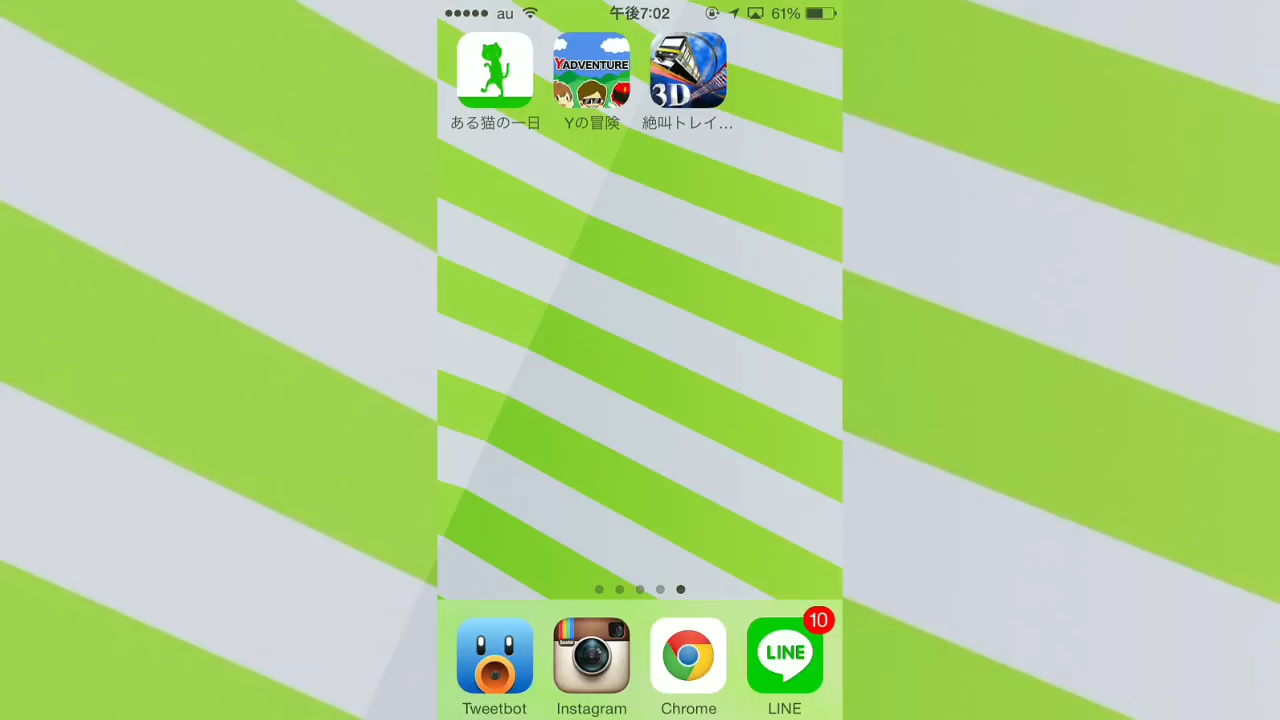 au 午後7:02 61%
YADVENTURE
3D
ある猫の一日 Yの冒険 絶叫トレイ…
10
LINE
Tweetbot Instagram Chrome LINE